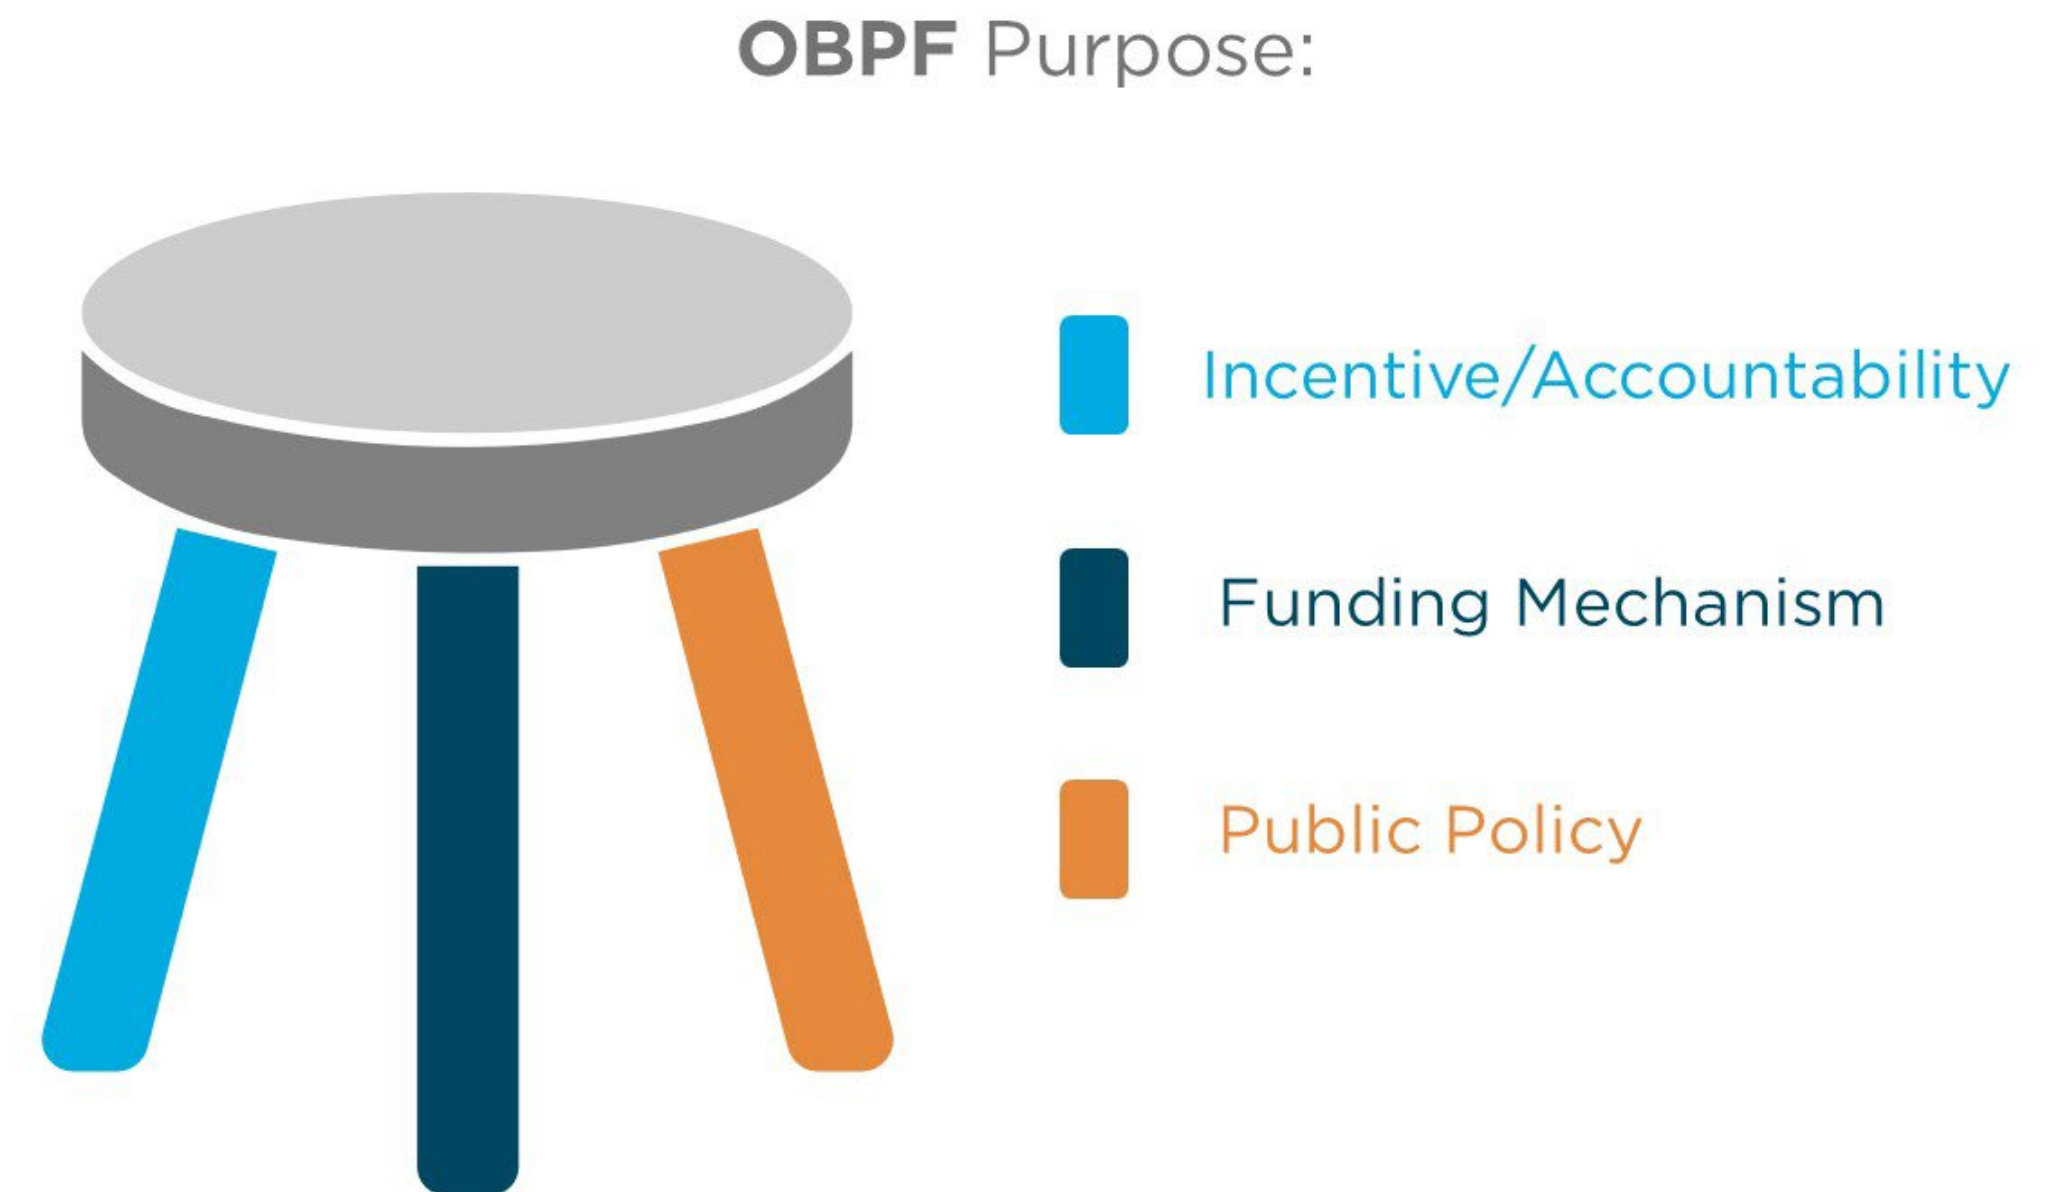 OBPF Purpose:
Incentive/Accountability
Funding Mechanism
Public Policy